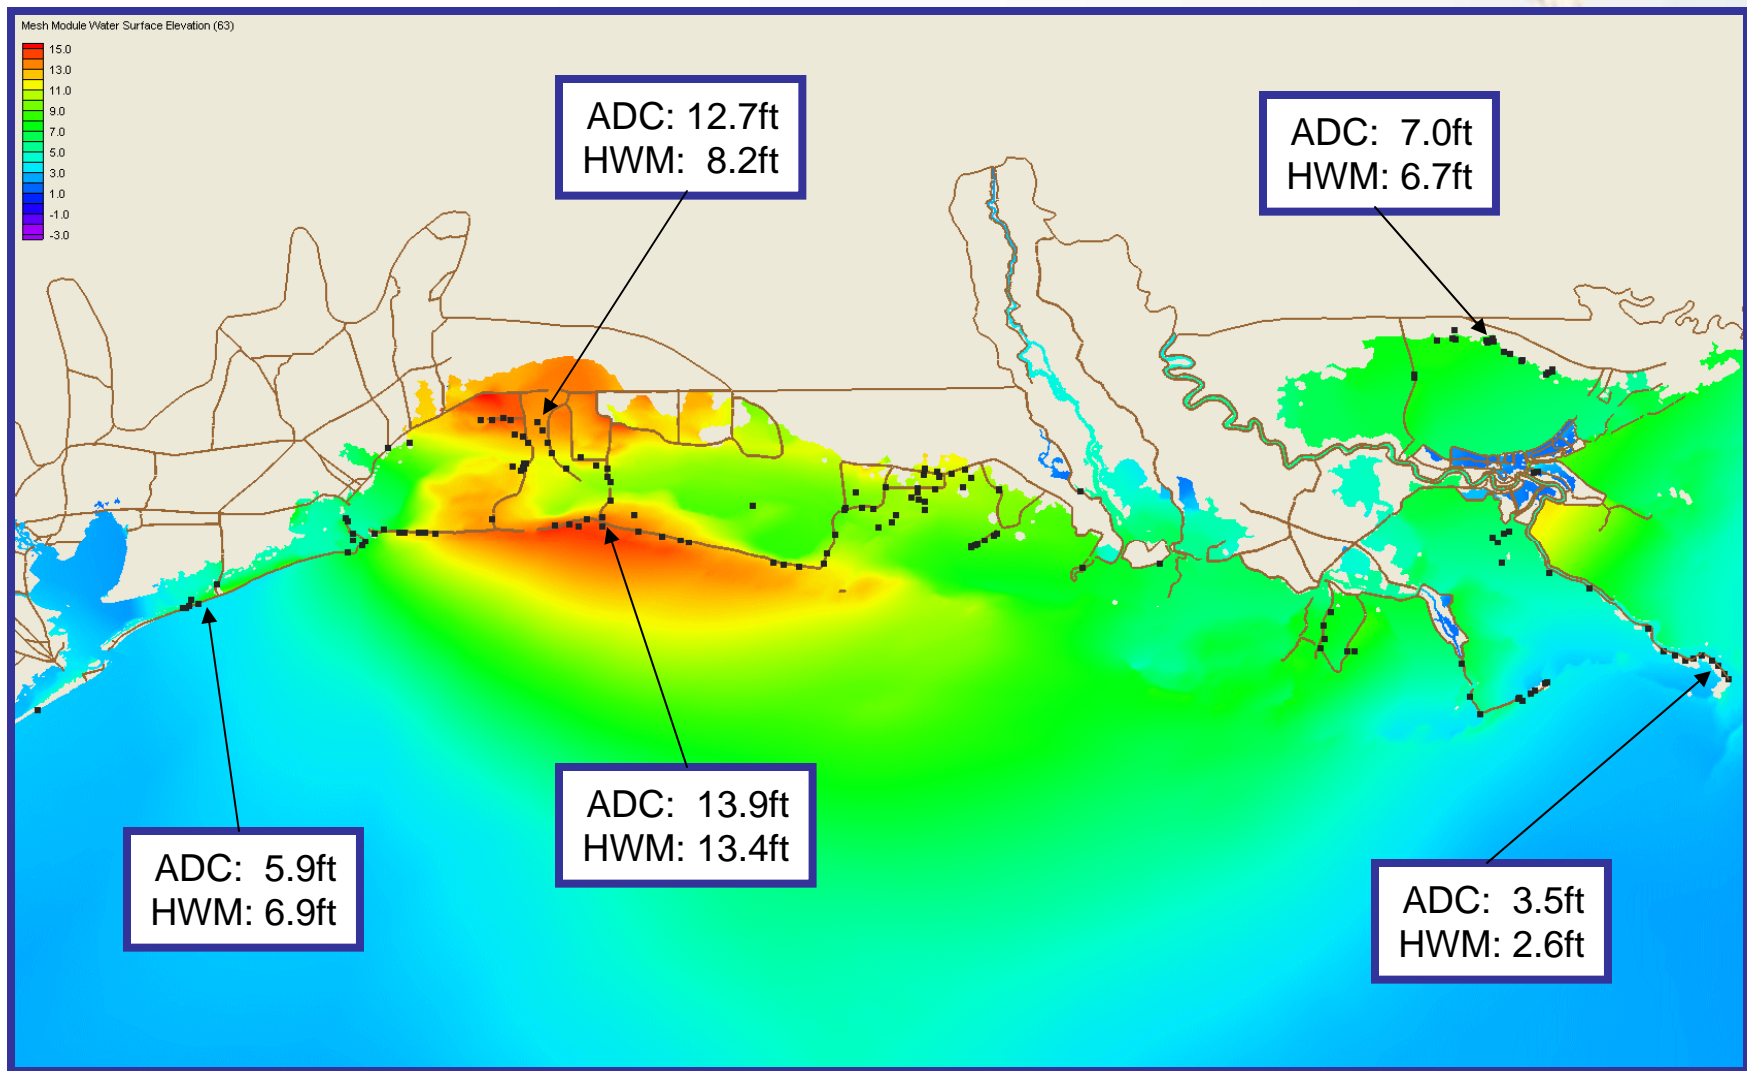 Mesh Module Water Surface Elevation (63)
15.0
13.0
11.0
9.0
7.0
5.0
3.0
1.0
-1.0
-3.0
ADC: 12.7ft
HWM: 8.2ft
ADC: 7.0ft
HWM: 6.7ft
ADC: 13.9ft
HWM: 13.4ft
ADC: 5.9ft
HWM: 6.9ft
ADC: 3.5ft
HWM: 2.6ft